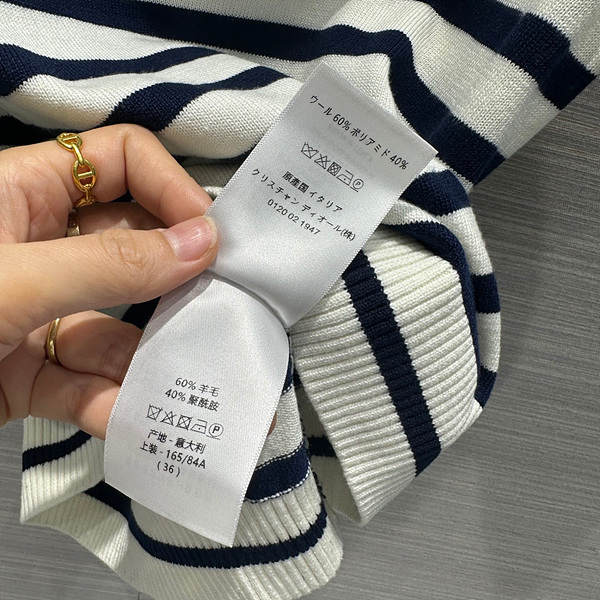 ウール 60% ポリアミド 40%
P
原産国 イタリア
クリスチャン ディオール(株)
0120 02 1947
60% 羊毛
40% 聚酰胺
P
产地 - 意大利
上装 - 165/84A
( 36 )